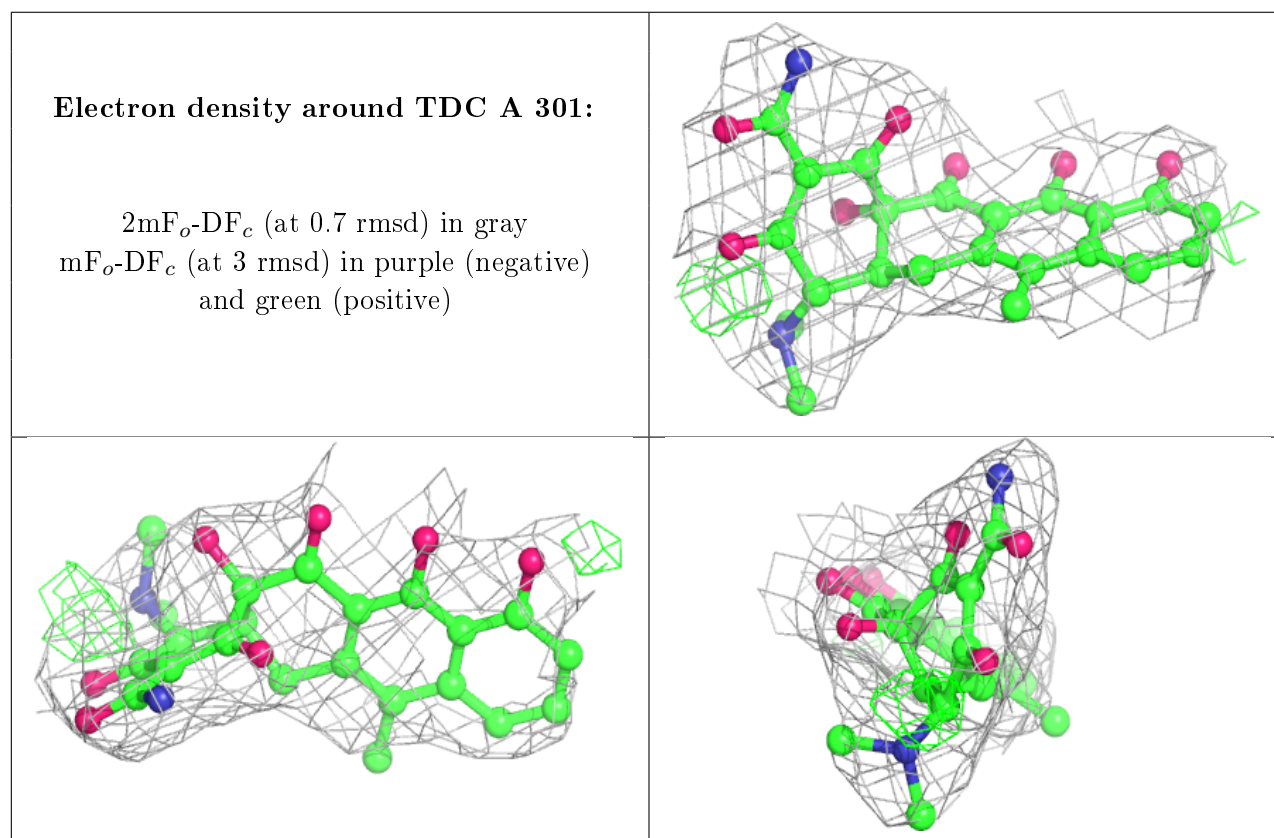 Electron density around TDC A 301:
2mFo-DFc (at 0.7 rmsd) in gray
mFo-DFc (at 3 rmsd) in purple (negative)
and green (positive)